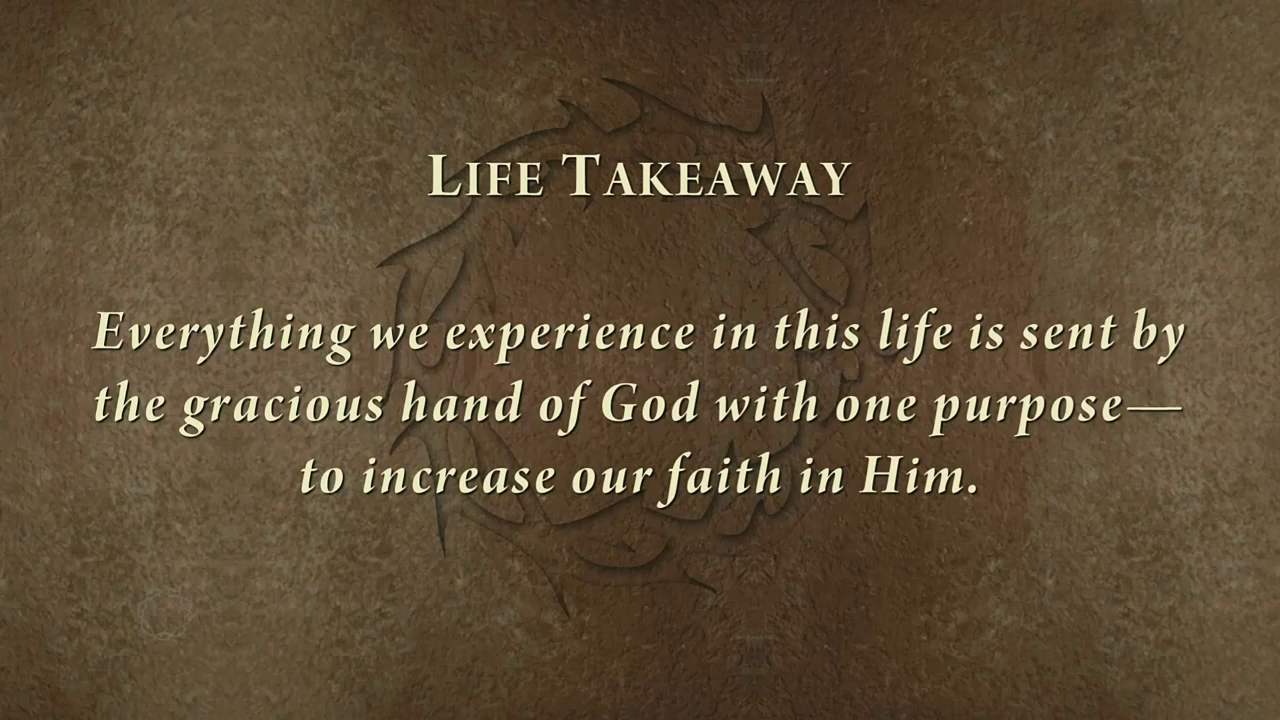 Life Takeaway
Everything we experience in this life is sent by
the gracious hand of God with one purpose—
to increase our faith in Him.